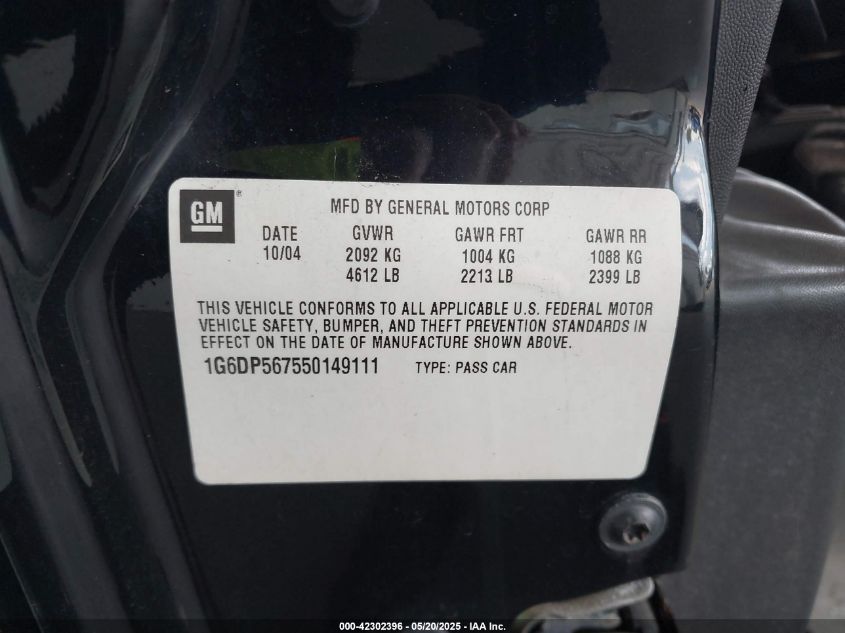 GM®
MFD BY GENERAL MOTORS CORP
DATE GVWR GAWR FRT GAWR RR
10/04 2092 KG 1004 KG 1088 KG
4612 LB 2213 LB 2399 LB
THIS VEHICLE CONFORMS TO ALL APPLICABLE U.S. FEDERAL MOTOR
VEHICLE SAFETY, BUMPER, AND THEFT PREVENTION STANDARDS IN
EFFECT ON THE DATE OF MANUFACTURE SHOWN ABOVE.
1G6DP567550149111 TYPE: PASS CAR
000-42302396 - 05/20/2025 - IAA Inc.